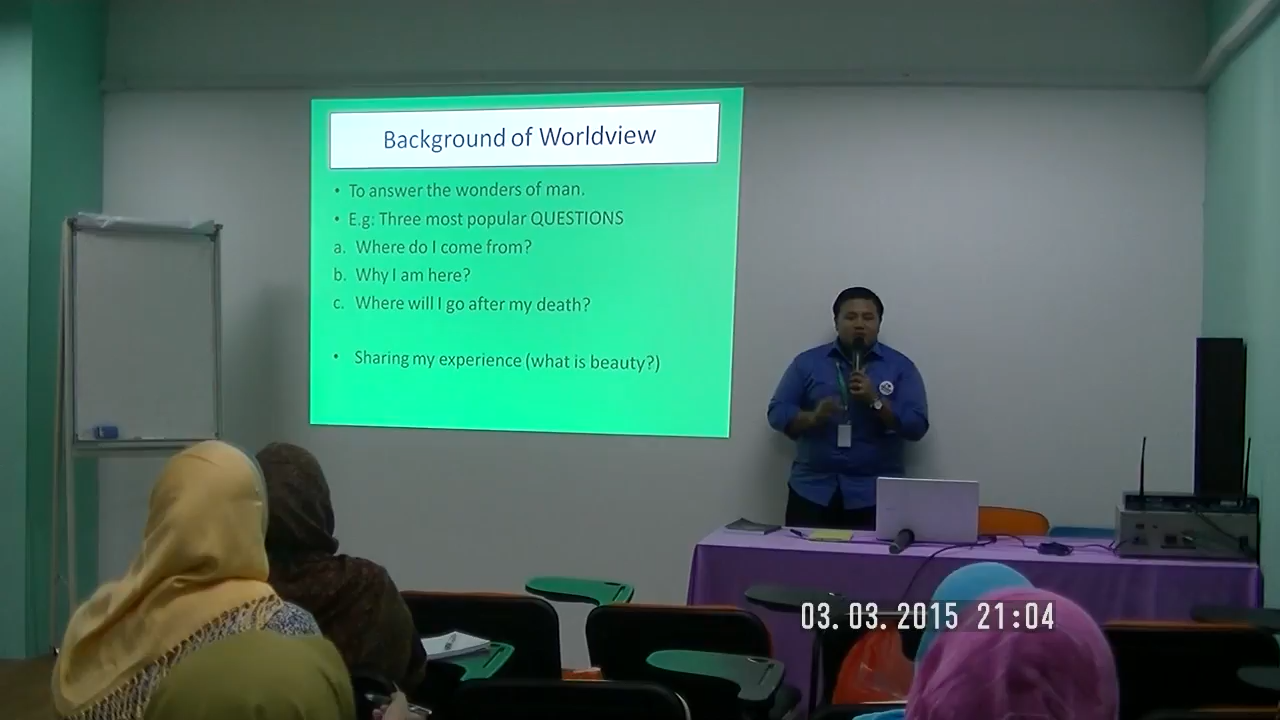 Background of Worldview
• To answer the wonders of man.
• E.g: Three most popular QUESTIONS
a. Where do I come from?
b. Why I am here?
c. Where will I go after my death?
• Sharing my experience (what is beauty?)
03.03.2015 21:04